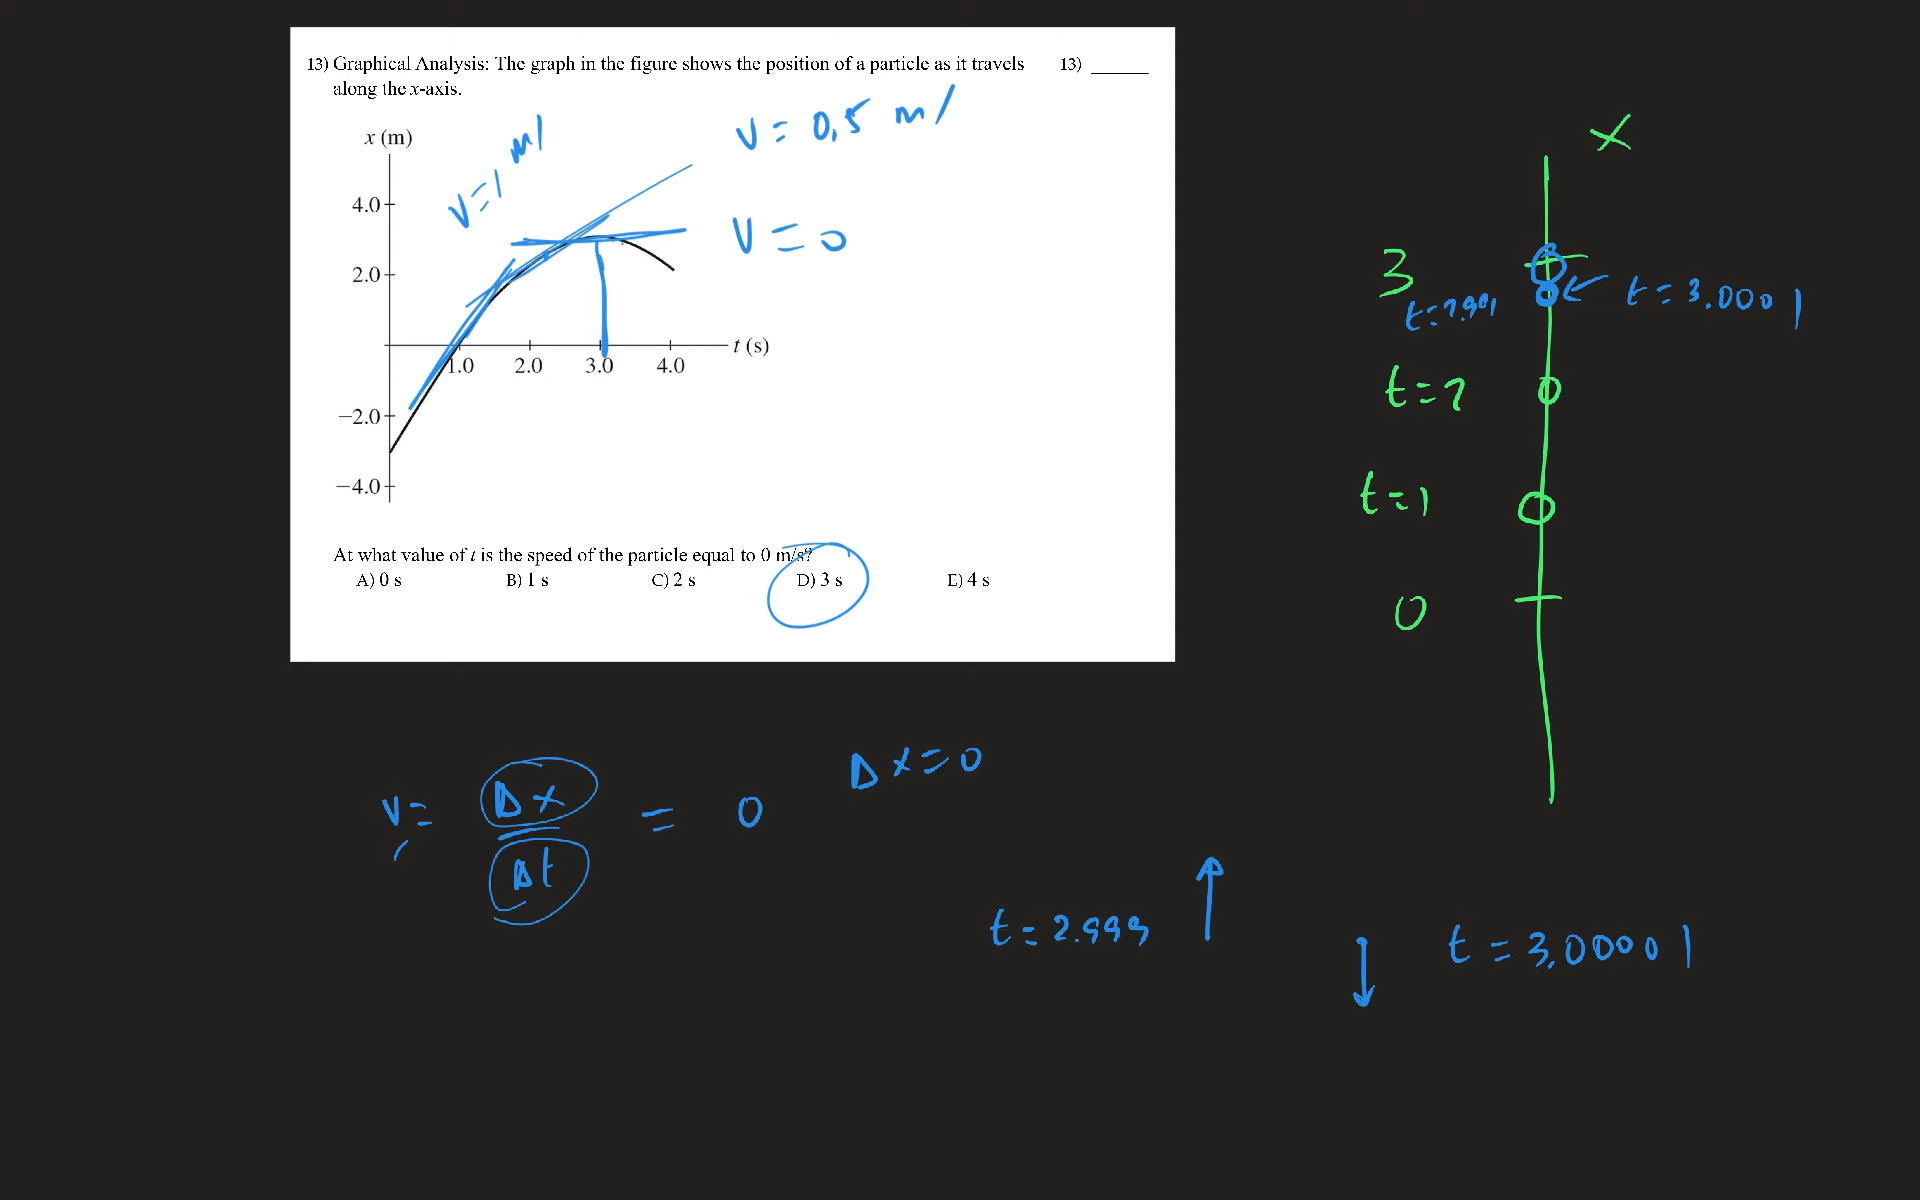 13) Graphical Analysis: The graph in the figure shows the position of a particle as it travels 13) ______
along the x-axis.
V = 0,5 m/
V=1 m/
x (m)
X
4.0
V = 0
3
2.0
t=2.991
t = 3.0001
t (s)
1.0 2.0 3.0 4.0
t=2
−2.0
−4.0
t=1
At what value of t is the speed of the particle equal to 0 m/s?
A) 0 s B) 1 s C) 2 s D) 3 s E) 4 s
0
Δx=0
V= Δx = 0
Δt
t=2.999
t = 3.00001